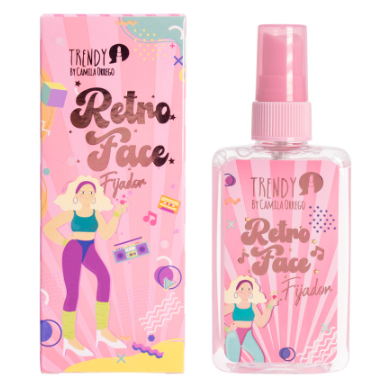 TRENDY
BY CAMILA ORREGO
Retro
Face
Fijador
TRENDY
BY CAMILA ORREGO
Retro
Face
Fijador